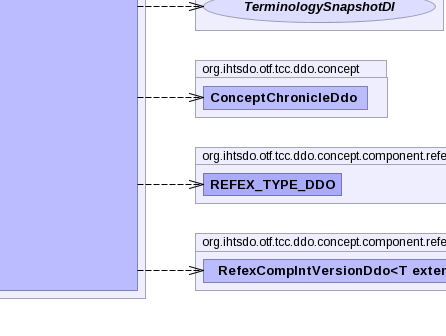 TerminologySnapshotDI
org.ihtsdo.otf.tcc.ddo.concept
ConceptChronicleDdo
org.ihtsdo.otf.tcc.ddo.concept.component.refe
REFEX_TYPE_DDO
org.ihtsdo.otf.tcc.ddo.concept.component.refe
RefexCompIntVersionDdo<T exter